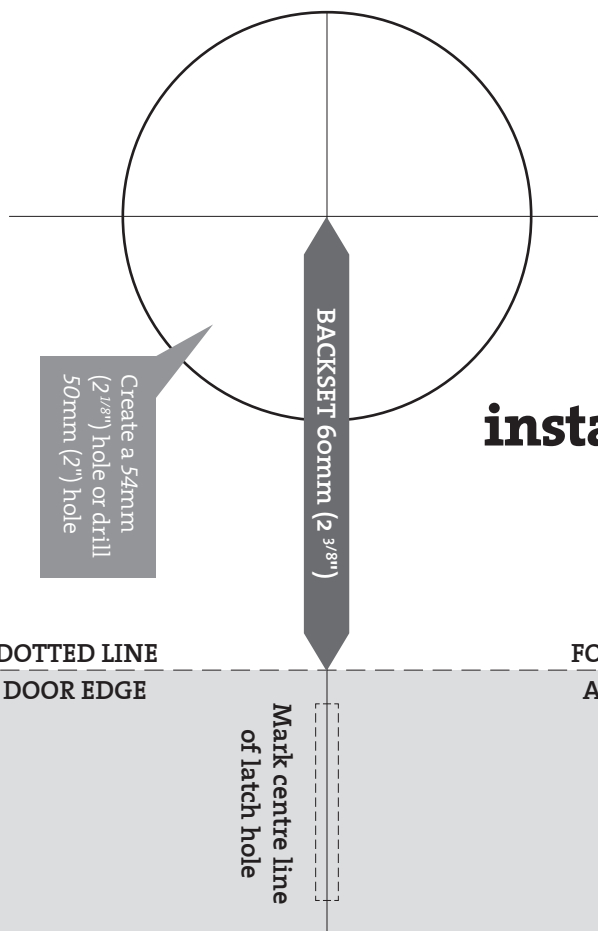 BACKSET 60mm (2 3/8")
Create a 54mm
(2 1/8") hole or drill
50mm (2") hole
insta
DOTTED LINE
FO
DOOR EDGE
A
Mark centre line
of latch hole